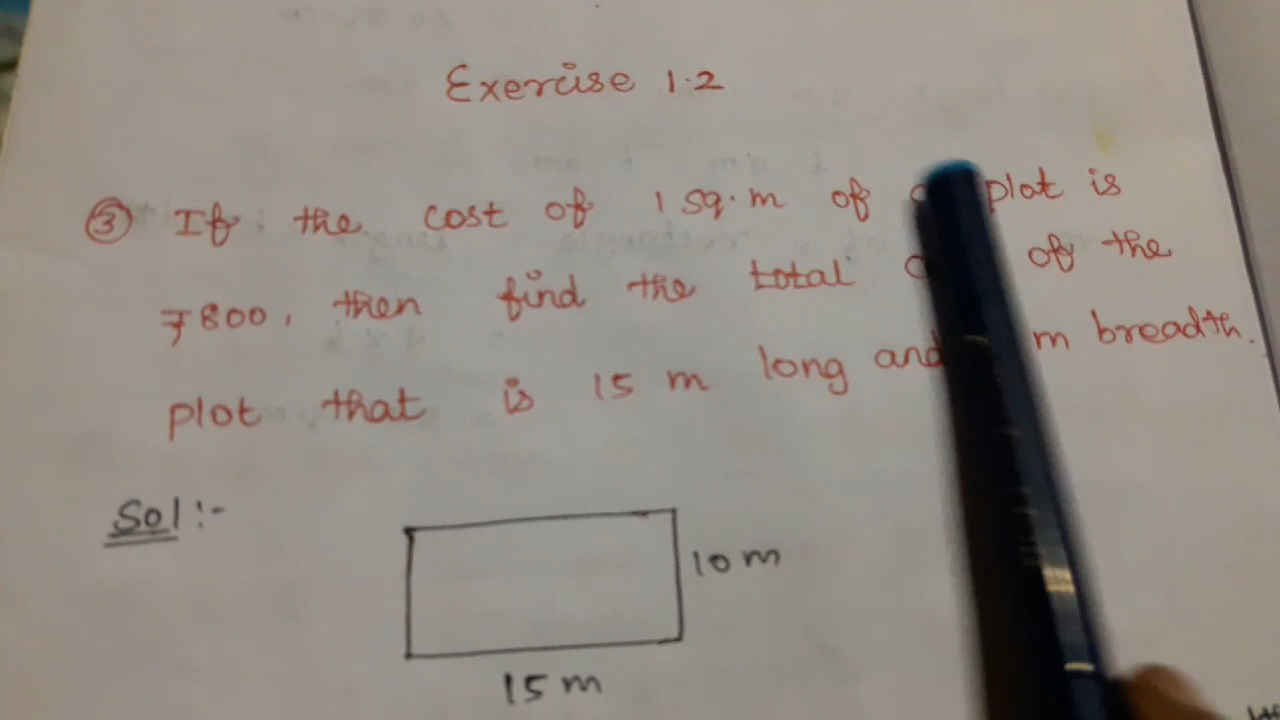 Exercise 1.2
③ If the cost of 1 sq.m of plot is
₹800, then find the total of the
plot that is 15 m long and m breadth.
Sol:-
10 m
15 m